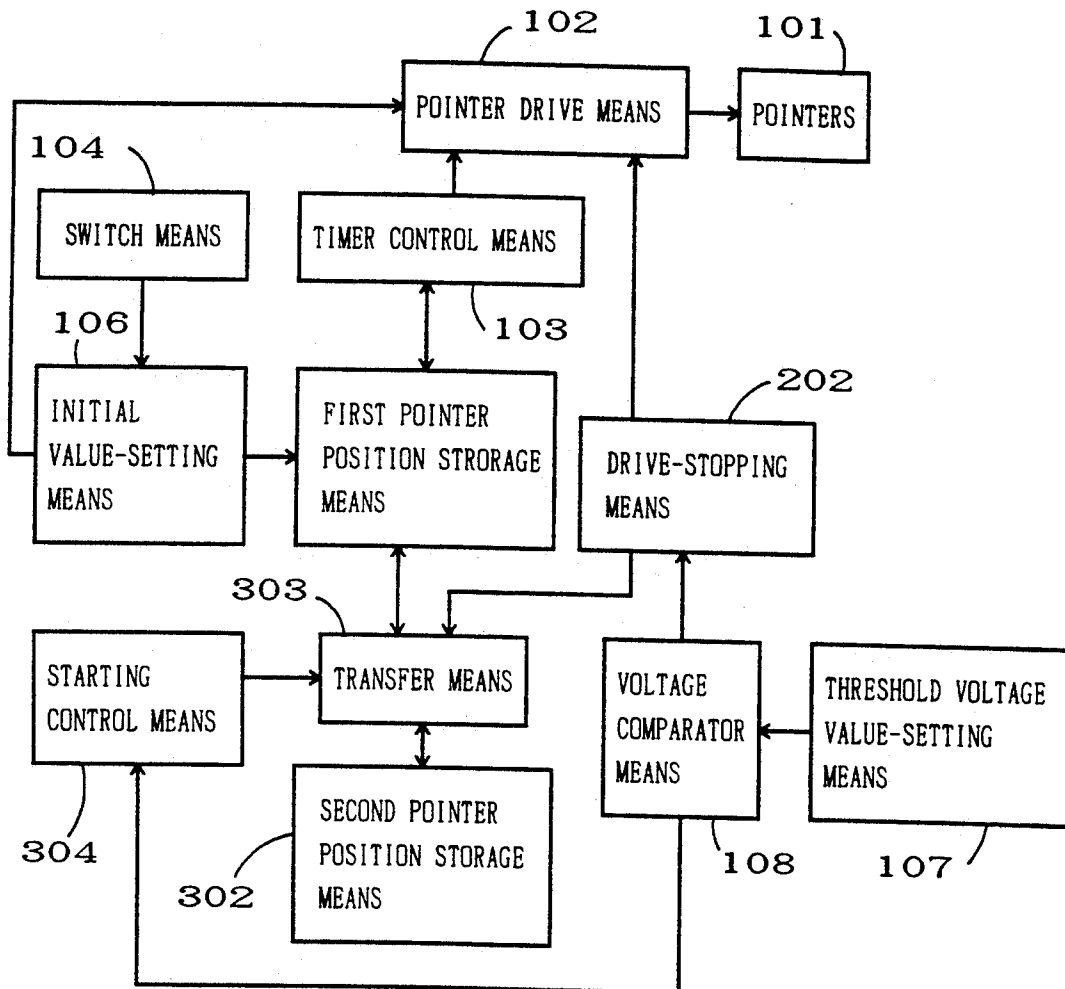 102
101
POINTER DRIVE MEANS
POINTERS
104
SWITCH MEANS
TIMER CONTROL MEANS
103
106
202
INITIAL
VALUE-SETTING
MEANS
FIRST POINTER
POSITION STRORAGE
MEANS
DRIVE-STOPPING
MEANS
303
STARTING
CONTROL MEANS
TRANSFER MEANS
VOLTAGE
COMPARATOR
MEANS
THRESHOLD VOLTAGE
VALUE-SETTING
MEANS
304
SECOND POINTER
POSITION STORAGE
MEANS
302
108
107